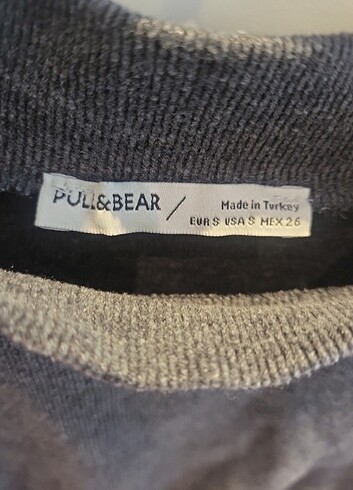 PULL&BEAR / Made in Turkey
EUR S USA S MEX 26